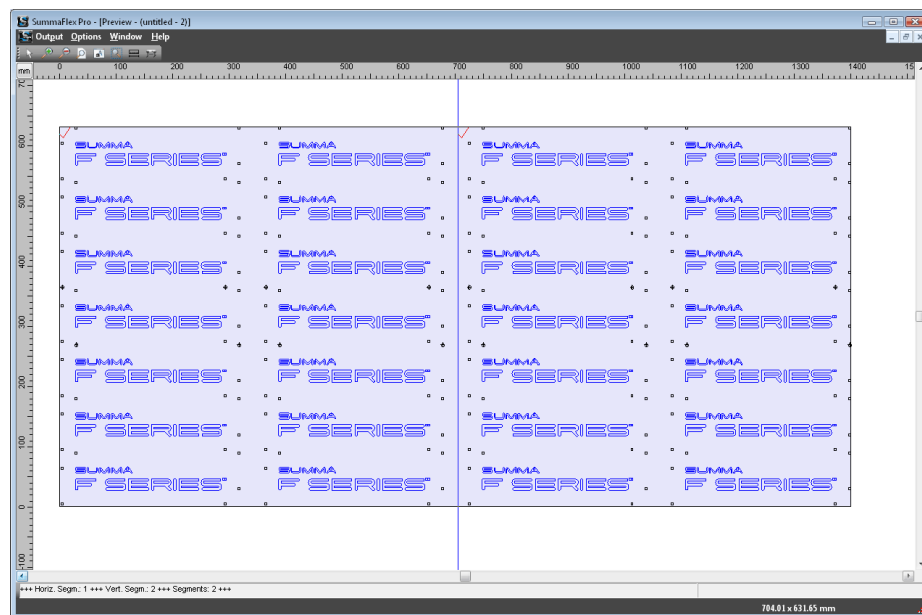 SummaFlex Pro - [Preview - (untitled - 2)]
Output Options Window Help
mm 0 100 200 300 400 500 600 700 800 900 1000 1100 1200 1300 1400
600
500
400
300
200
100
0
-100
SUMMA SUMMA SUMMA SUMMA
F SERIES F SERIES F SERIES F SERIES
SUMMA SUMMA SUMMA SUMMA
F SERIES F SERIES F SERIES F SERIES
SUMMA SUMMA SUMMA SUMMA
F SERIES F SERIES F SERIES F SERIES
SUMMA SUMMA SUMMA SUMMA
F SERIES F SERIES F SERIES F SERIES
SUMMA SUMMA SUMMA SUMMA
F SERIES F SERIES F SERIES F SERIES
SUMMA SUMMA SUMMA SUMMA
F SERIES F SERIES F SERIES F SERIES
SUMMA SUMMA SUMMA SUMMA
F SERIES F SERIES F SERIES F SERIES
+++ Horiz. Segm.: 1 +++ Vert. Segm.: 2 +++ Segments: 2 +++
704.01 x 631.65 mm